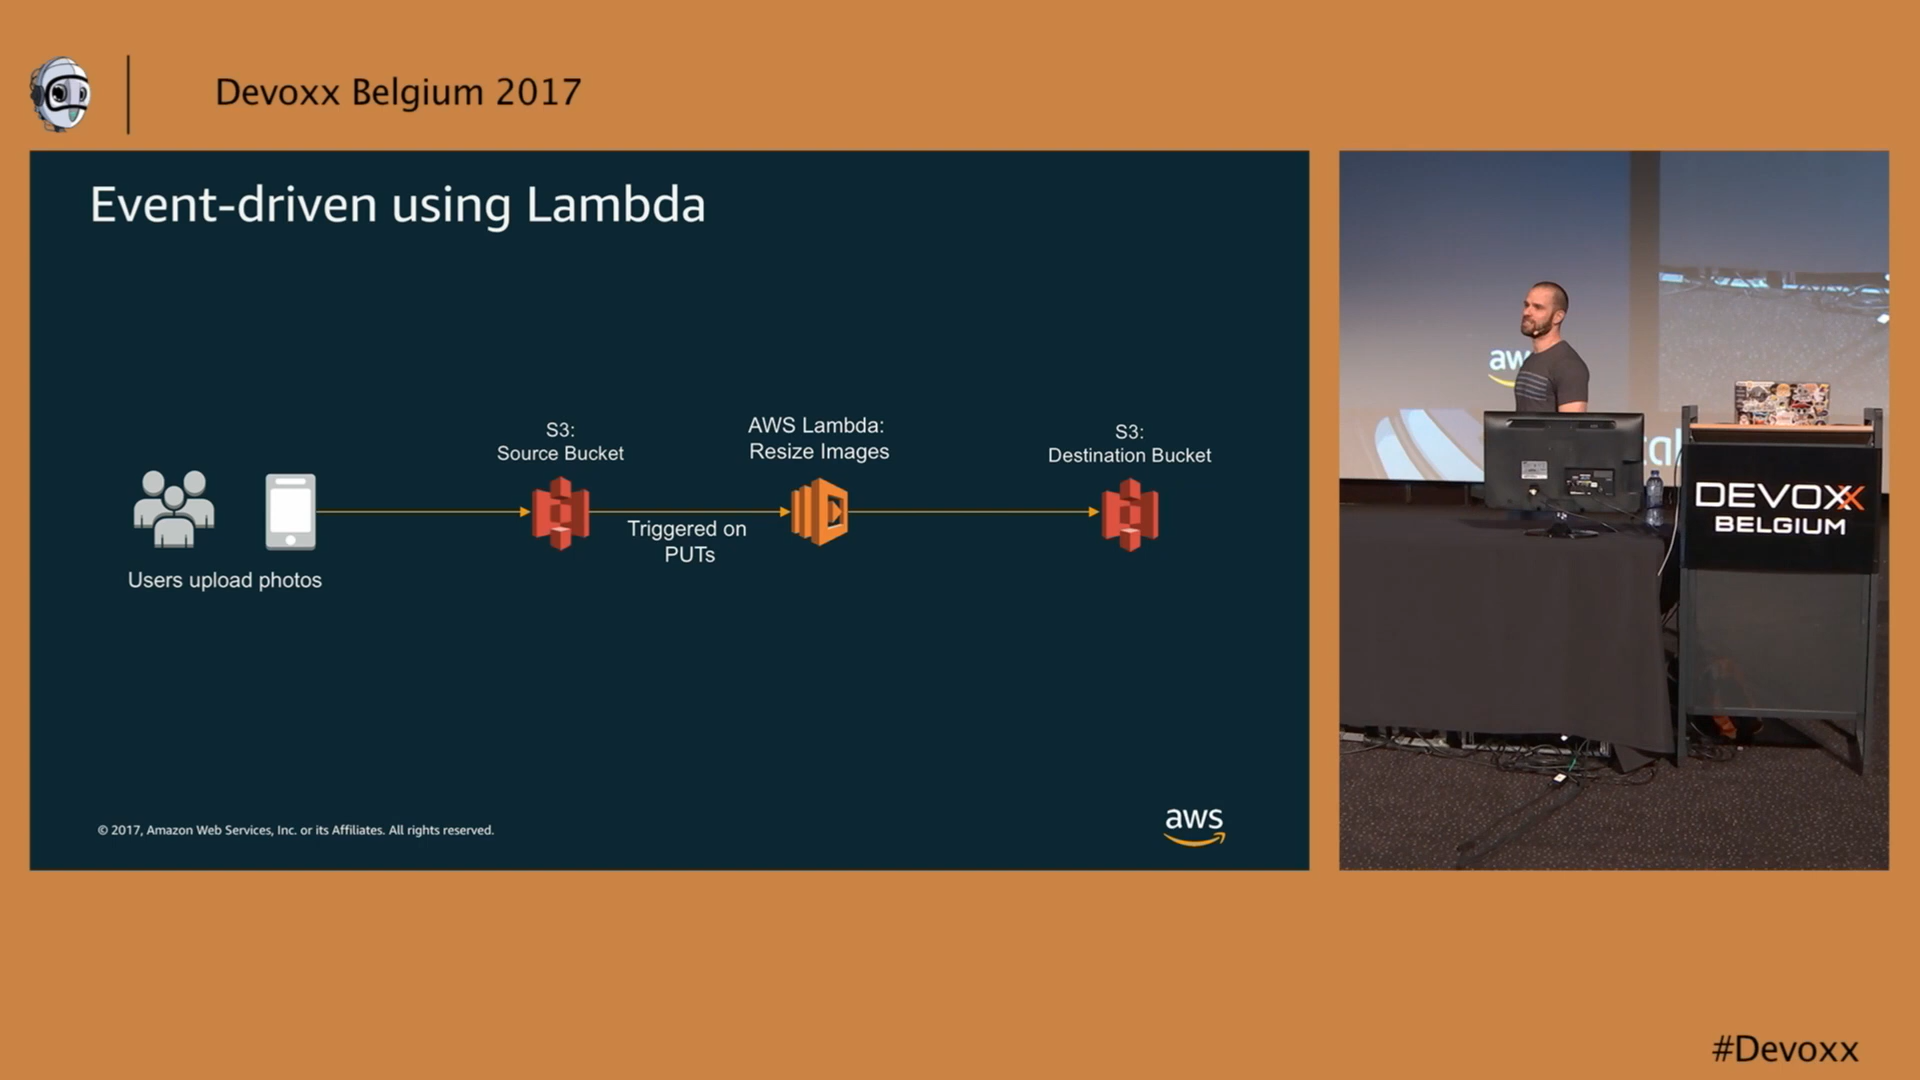 Devoxx Belgium 2017
Event-driven using Lambda
S3:
Source Bucket
AWS Lambda:
Resize Images
S3:
Destination Bucket
Triggered on
PUTs
Users upload photos
© 2017, Amazon Web Services, Inc. or its Affiliates. All rights reserved.
aws
aw
DEVOXX
BELGIUM
#Devoxx